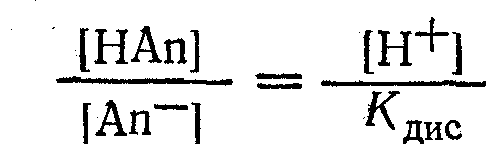 [HAn] / [An⁻] = [H⁺] / K дис